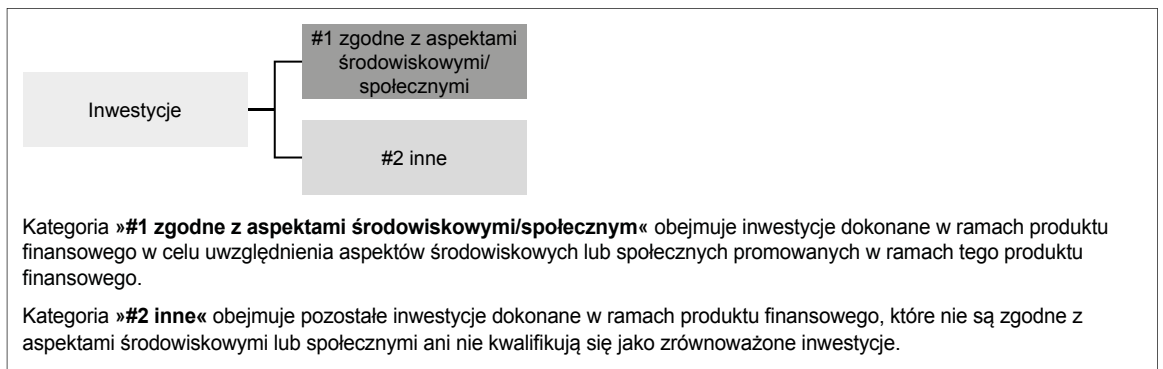 #1 zgodne z aspektami
środowiskowymi/
społecznymi
Inwestycje
#2 inne
Kategoria »#1 zgodne z aspektami środowiskowymi/społecznym« obejmuje inwestycje dokonane w ramach produktu
finansowego w celu uwzględnienia aspektów środowiskowych lub społecznych promowanych w ramach tego produktu
finansowego.
Kategoria »#2 inne« obejmuje pozostałe inwestycje dokonane w ramach produktu finansowego, które nie są zgodne z
aspektami środowiskowymi lub społecznymi ani nie kwalifikują się jako zrównoważone inwestycje.